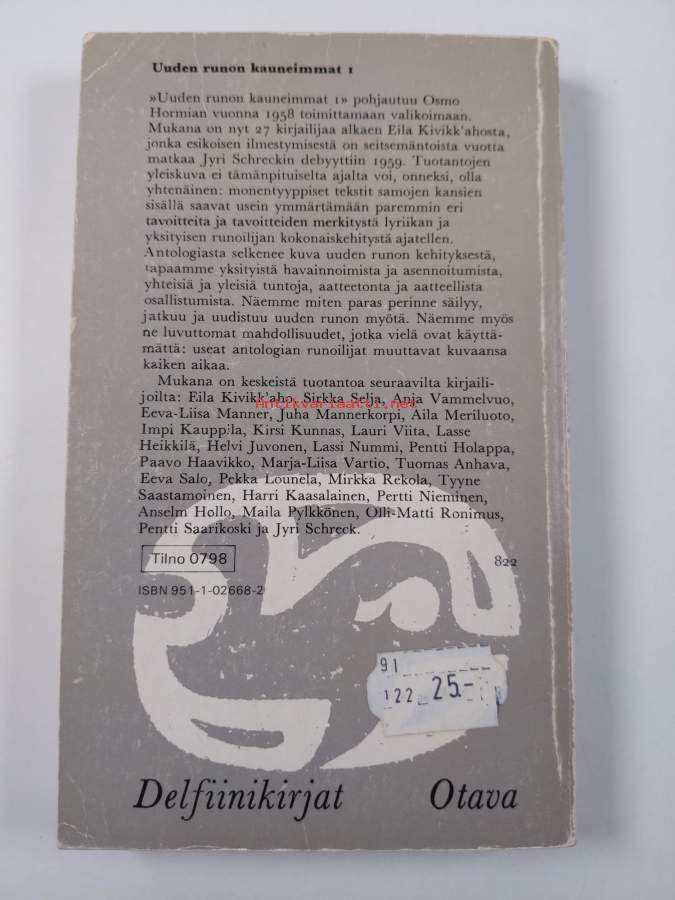 Uuden runon kauneimmat 1
»Uuden runon kauneimmat 1» pohjautuu Osmo
Hormian vuonna 1958 toimittamaan valikoimaan.
Mukana on nyt 27 kirjailijaa alkaen Eila Kivikk'ahosta,
jonka esikoisen ilmestymisestä on seitsemäntoista vuotta
matkaa Jyri Schreckin debyyttiin 1959. Tuotantojen
yleiskuva ei tämänpituiselta ajalta voi, onneksi, olla
yhtenäinen: monentyyppiset tekstit samojen kansien
sisällä saavat usein ymmärtämään paremmin eri
tavoitteita ja tavoitteiden merkitystä lyriikan ja
yksityisen runoilijan kokonaiskehitystä ajatellen.
Antologiasta selkenee kuva uuden runon kehityksestä,
tapaamme yksityistä havainnoimista ja asennoitumista,
yhteisiä ja yleisiä tuntoja, aatteetonta ja aatteellista
osallistumista. Näemme miten paras perinne säilyy,
jatkuu ja uudistuu uuden runon myötä. Näemme myös
ne luvuttomat mahdollisuudet, jotka vielä ovat käyttä-
mättä: useat antologian runoilijat muuttavat kuvaansa
kaiken aikaa.
Mukana on keskeistä tuotantoa seuraavilta kirjaili-
joilta: Eila Kivikk'aho, Sirkka Selja, Anja Vammelvuo,
antikvariaatti.net
Eeva-Liisa Manner, Juha Mannerkorpi, Aila Meriluoto,
Impi Kauppila, Kirsi Kunnas, Lauri Viita, Lasse
Heikkilä, Helvi Juvonen, Lassi Nummi, Pentti Holappa,
Paavo Haavikko, Marja-Liisa Vartio, Tuomas Anhava,
Eeva Salo, Pekka Lounela, Mirkka Rekola, Tyyne
Saastamoinen, Harri Kaasalainen, Pertti Nieminen,
Anselm Hollo, Maila Pylkkönen, Olli-Matti Ronimus,
Pentti Saarikoski ja Jyri Schreck.
Tilno 0798
822
ISBN 951-1-02668-2
91
122 25.-
Delfiinikirjat Otava